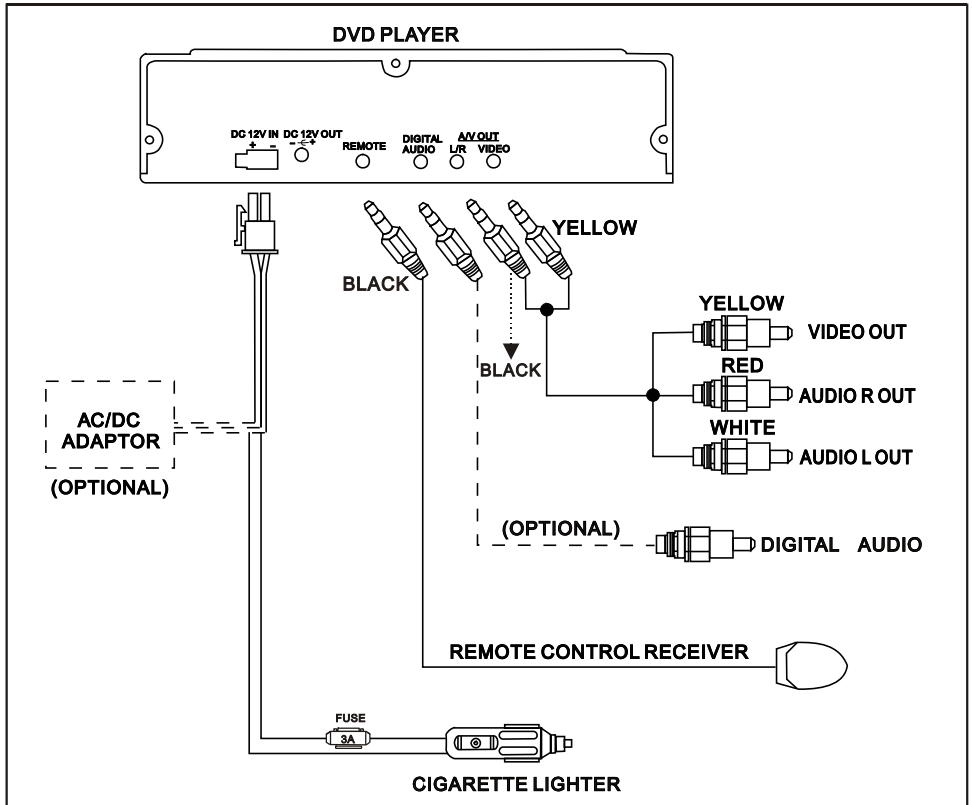 DVD PLAYER
DC 12V IN
+ -
DC 12V OUT
- +
REMOTE
DIGITAL
AUDIO
A/V OUT
L/R VIDEO
YELLOW
BLACK
BLACK
YELLOW
VIDEO OUT
RED
AUDIO R OUT
WHITE
AUDIO L OUT
AC/DC
ADAPTOR
(OPTIONAL)
(OPTIONAL)
DIGITAL AUDIO
REMOTE CONTROL RECEIVER
FUSE
3A
CIGARETTE LIGHTER